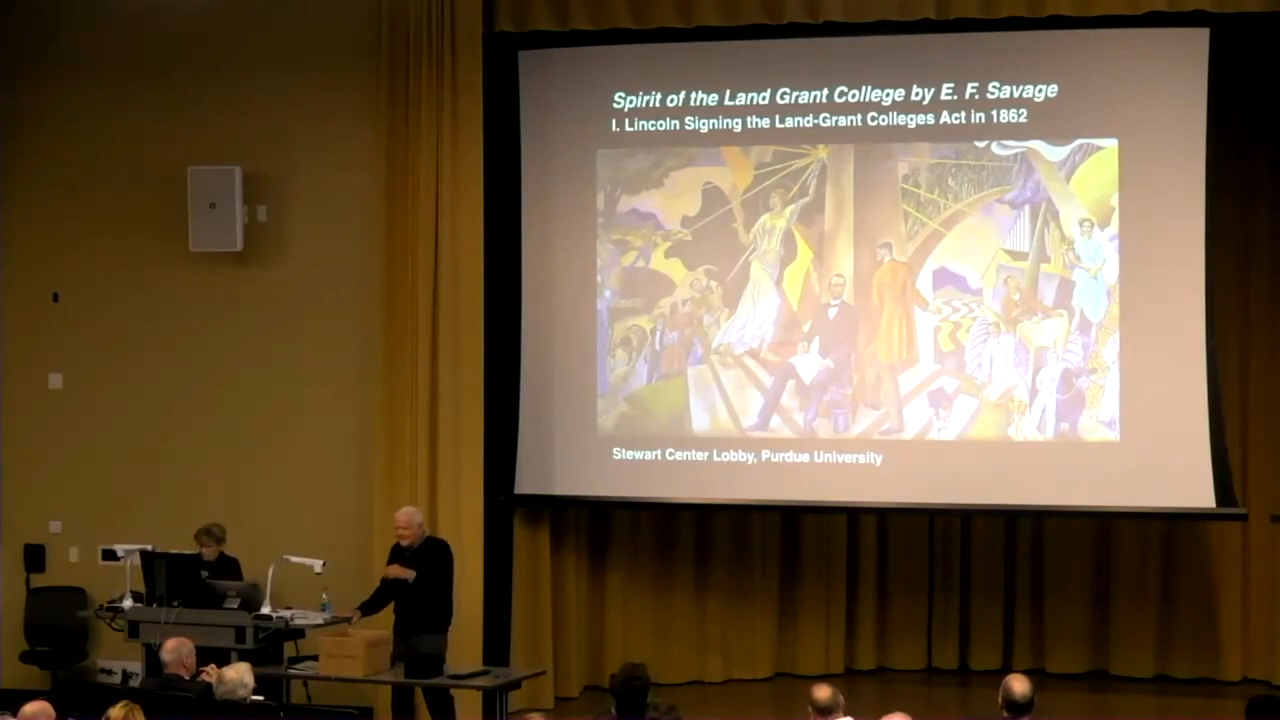 Spirit of the Land Grant College by E. F. Savage
I. Lincoln Signing the Land-Grant Colleges Act in 1862
Stewart Center Lobby, Purdue University